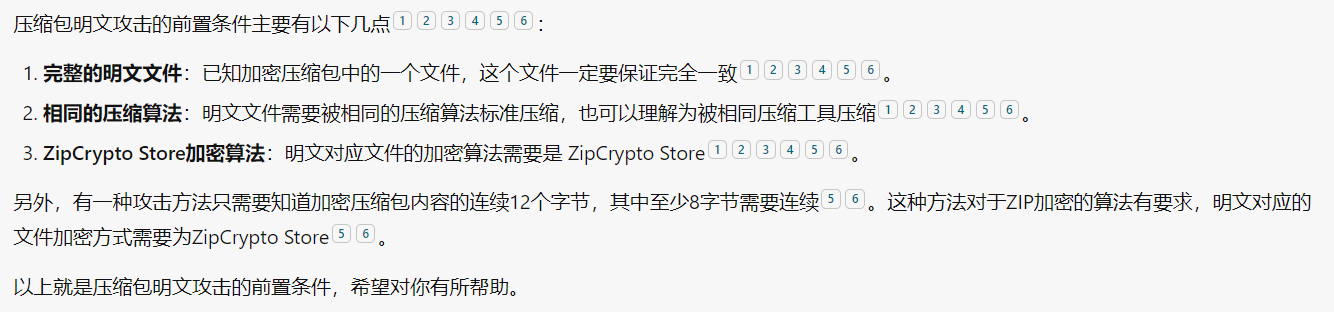 压缩包明文攻击的前置条件主要有以下几点 1 2 3 4 5 6 :
1. 完整的明文文件：已知加密压缩包中的一个文件，这个文件一定要保证完全一致 1 2 3 4 5 6 。
2. 相同的压缩算法：明文文件需要被相同的压缩算法标准压缩，也可以理解为被相同压缩工具压缩 1 2 3 4 5 6 。
3. ZipCrypto Store加密算法：明文对应文件的加密算法需要是 ZipCrypto Store 1 2 3 4 5 6 。
另外，有一种攻击方法只需要知道加密压缩包内容的连续12个字节，其中至少8字节需要连续 5 6 。这种方法对于ZIP加密的算法有要求，明文对应的
文件加密方式需要为ZipCrypto Store 5 6 。
以上就是压缩包明文攻击的前置条件，希望对你有所帮助。